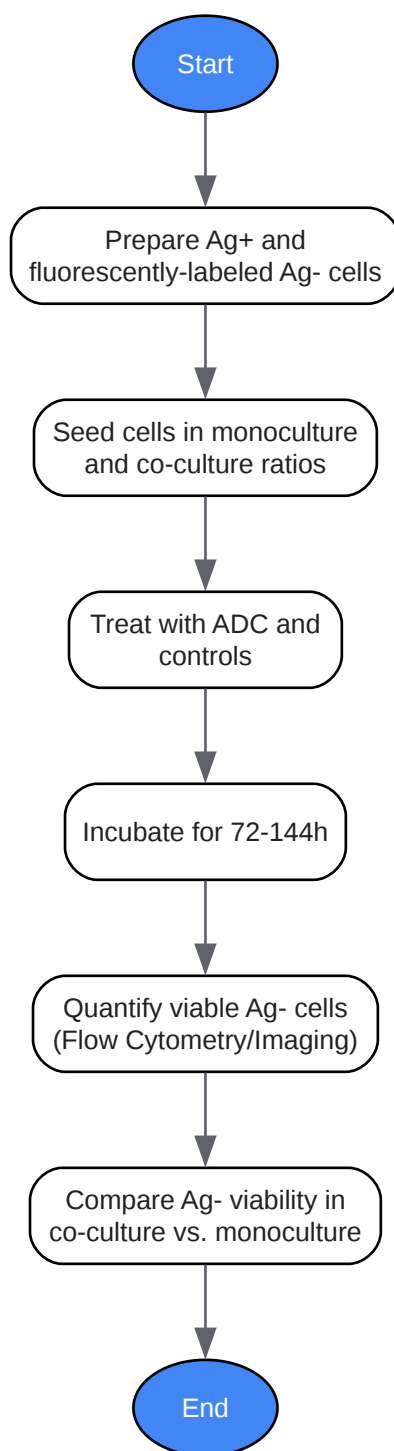 Start
Prepare Ag+ and
fluorescently-labeled Ag- cells
Seed cells in monoculture
and co-culture ratios
Treat with ADC and
controls
Incubate for 72-144h
Quantify viable Ag- cells
(Flow Cytometry/Imaging)
Compare Ag- viability in
co-culture vs. monoculture
End